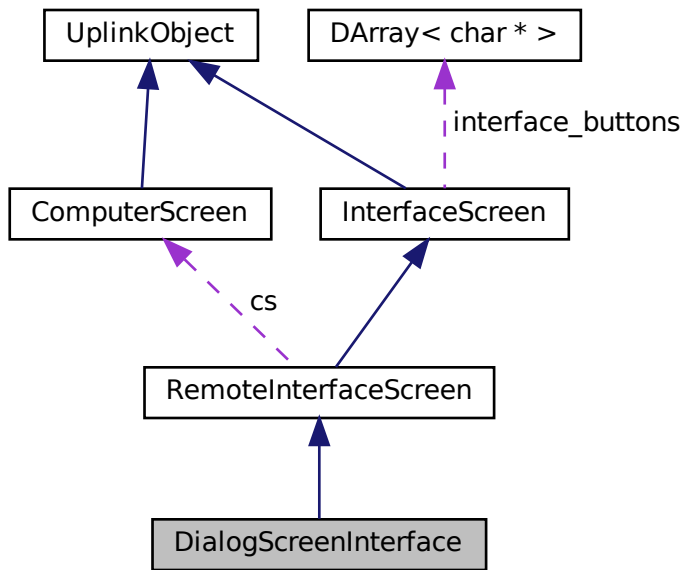 UplinkObject
DArray< char * >
interface_buttons
ComputerScreen
InterfaceScreen
cs
RemoteInterfaceScreen
DialogScreenInterface